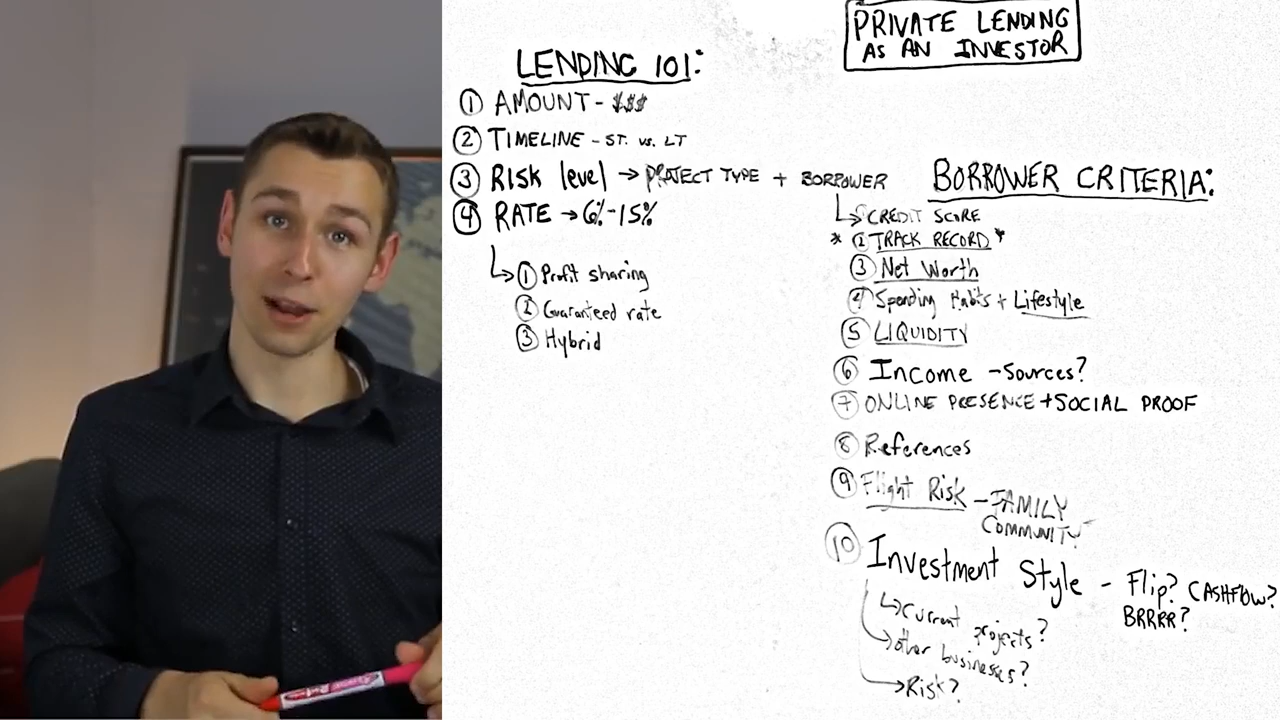 PRIVATE LENDING
AS AN INVESTOR
LENDING 101:
① AMOUNT - $$$
② TIMELINE - ST. vs. LT
③ RISK level → PROJECT TYPE + BORROWER
④ RATE → 6%-15%
↳ ① Profit sharing
② Guaranteed rate
③ Hybrid
BORROWER CRITERIA:
↳ CREDIT SCORE
* ② TRACK RECORD *
③ Net Worth
④ Spending Habits + Lifestyle
⑤ LIQUIDITY
⑥ Income - Sources?
⑦ ONLINE PRESENCE + SOCIAL PROOF
⑧ References
⑨ Flight Risk - FAMILY
COMMUNITY
⑩ Investment Style - Flip? CASHFLOW?
BRRRR?
↳ current projects?
↳ other businesses?
→ Risk?